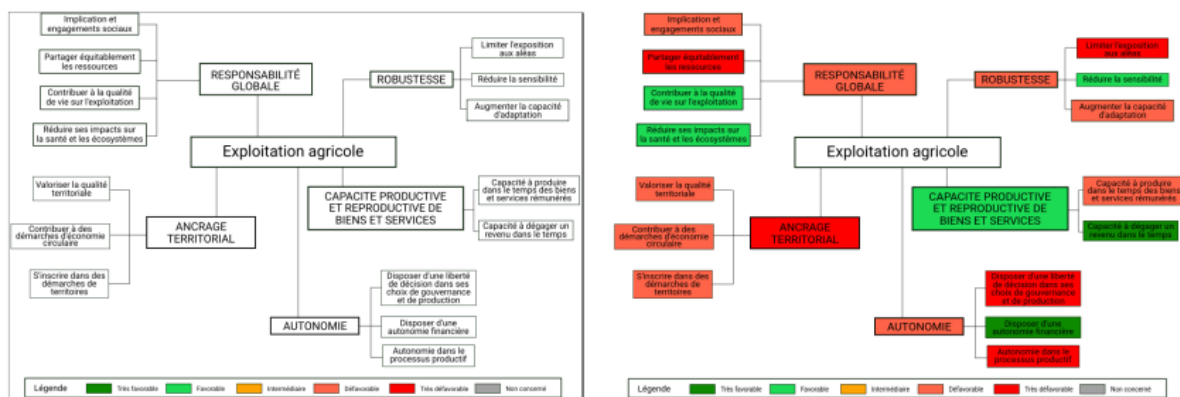 Implication et
engagements sociaux
Partager équitablement
les ressources
Contribuer à la qualité
de vie sur l'exploitation
Réduire ses impacts sur
la santé et les écosystèmes
RESPONSABILITÉ
GLOBALE
ROBUSTESSE
Limiter l'exposition
aux aléas
Réduire la sensibilité
Augmenter la capacité
d'adaptation
Exploitation agricole
Valoriser la qualité
territoriale
Contribuer à des
démarches d'économie
circulaire
S'inscrire dans des
démarches de
territoires
ANCRAGE
TERRITORIAL
CAPACITE PRODUCTIVE
ET REPRODUCTIVE DE
BIENS ET SERVICES
Capacité à produire
dans le temps des biens
et services rémunérés
Capacité à dégager un
revenu dans le temps
AUTONOMIE
Disposer d'une liberté
de décision dans ses
choix de gouvernance
et de production
Disposer d'une
autonomie financière
Autonomie dans le
processus productif
Légende
Très favorable
Favorable
Intermédiaire
Défavorable
Très défavorable
Non concerné
Implication et
engagements sociaux
Partager équitablement
les ressources
Contribuer à la qualité
de vie sur l'exploitation
Réduire ses impacts sur
la santé et les écosystèmes
RESPONSABILITÉ
GLOBALE
ROBUSTESSE
Limiter l'exposition
aux aléas
Réduire la sensibilité
Augmenter la capacité
d'adaptation
Exploitation agricole
Valoriser la qualité
territoriale
Contribuer à des
démarches d'économie
circulaire
S'inscrire dans des
démarches de
territoires
ANCRAGE
TERRITORIAL
CAPACITE PRODUCTIVE
ET REPRODUCTIVE DE
BIENS ET SERVICES
Capacité à produire
dans le temps des biens
et services rémunérés
Capacité à dégager un
revenu dans le temps
AUTONOMIE
Disposer d'une liberté
de décision dans ses
choix de gouvernance
et de production
Disposer d'une
autonomie financière
Autonomie dans le
processus productif
Légende
Très favorable
Favorable
Intermédiaire
Défavorable
Très défavorable
Non concerné